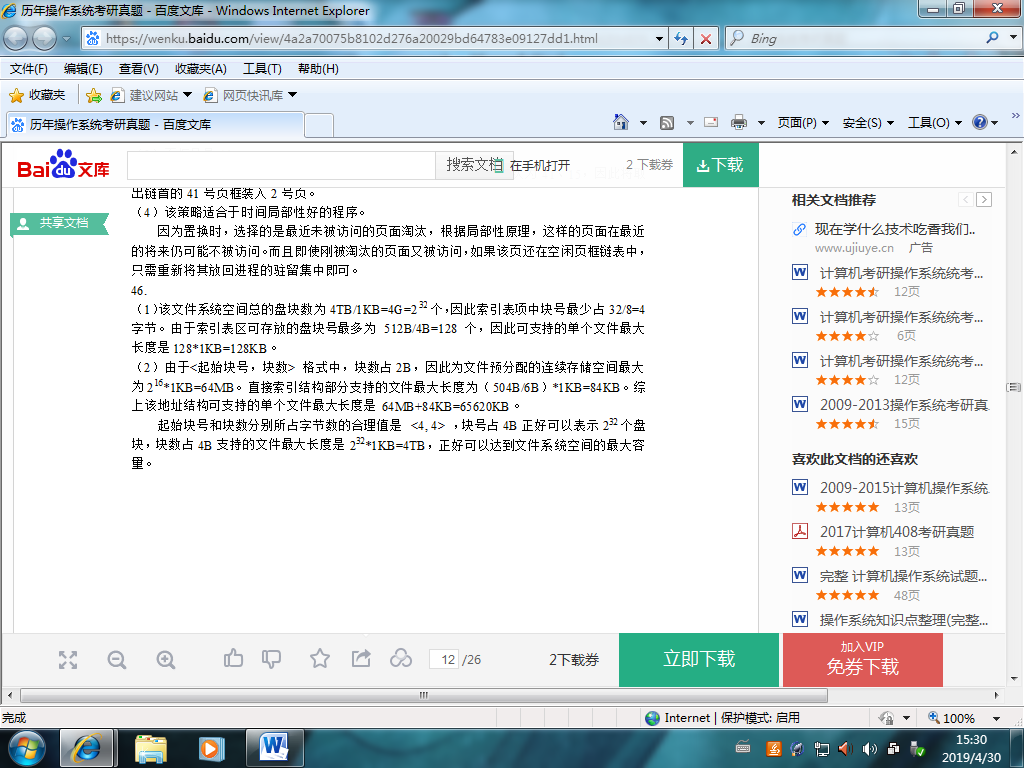 历年操作系统考研真题 - 百度文库 - Windows Internet Explorer
https://wenku.baidu.com/view/4a2a70075b8102d276a20029bd64783e09127dd1.html
Bing
文件(F) 编辑(E) 查看(V) 收藏夹(A) 工具(T) 帮助(H)
收藏夹 建议网站 网页快讯库
历年操作系统考研真题 - 百度文库
页面(P) 安全(S) 工具(O)
Bai du 文库
搜索文档
在手机打开
2下载券
下载
共享文档
出链首的 41 号页框装入 2 号页。
（4）该策略适合于时间局部性好的程序。
因为置换时，选择的是最近未被访问的页面淘汰，根据局部性原理，这样的页面在最近
的将来仍可能不被访问。而且即使刚被淘汰的页面又被访问，如果该页还在空闲页框链表中，
只需重新将其放回进程的驻留集中即可。
46.
（1）该文件系统空间总的盘块数为 4TB/1KB=4G=2^32 个，因此索引表项中块号最少占 32/8=4
字节。由于索引表区可存放的盘块号最多为 512B/4B=128 个，因此可支持的单个文件最大
长度是 128*1KB=128KB。
（2）由于<起始块号，块数> 格式中，块数占 2B，因此为文件预分配的连续存储空间最大
为 2^16*1KB=64MB。直接索引结构部分支持的文件最大长度为（504B/6B）*1KB=84KB。综
上该地址结构可支持的单个文件最大长度是 64MB+84KB=65620KB。
起始块号和块数分别所占字节数的合理值是 <4, 4>，块号占 4B 正好可以表示 2^32 个盘
块，块数占 4B 支持的文件最大长度是 2^32*1KB=4TB，正好可以达到文件系统空间的最大容
量。
相关文档推荐
现在学什么技术吃香我们..
www.ujiuye.cn 广告
计算机考研操作系统统考...
12页
计算机考研操作系统统考...
6页
计算机考研操作系统统考...
12页
2009-2013操作系统考研真
15页
喜欢此文档的还喜欢
2009-2015计算机操作系统
13页
2017计算机408考研真题
13页
完整 计算机操作系统试题...
48页
操作系统知识点整理(完整...
12 /26
2下载券
立即下载
加入VIP
免券下载
完成
Internet | 保护模式: 启用
100%
15:30
2019/4/30